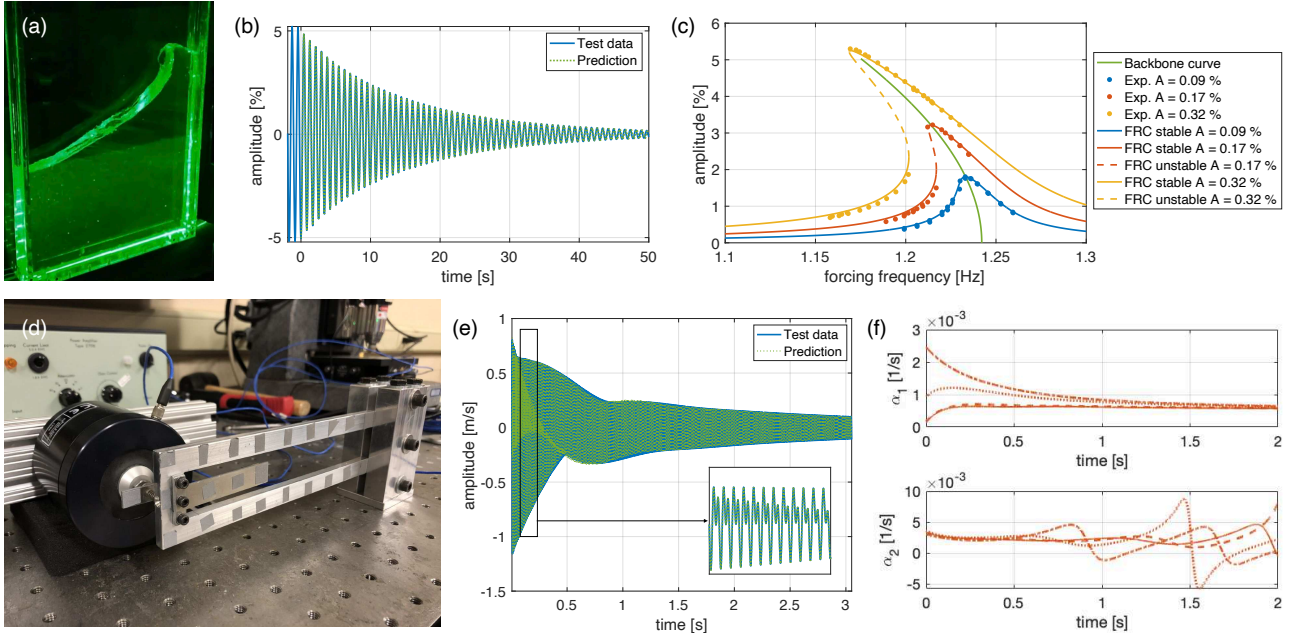 (a)
(b)
amplitude [%]
5
0
-5
0 10 20 30 40 50
time [s]
Test data
Prediction
(c)
amplitude [%]
6
5
4
3
2
1
0
1.1 1.15 1.2 1.25 1.3
forcing frequency [Hz]
Backbone curve
Exp. A = 0.09 %
Exp. A = 0.17 %
Exp. A = 0.32 %
FRC stable A = 0.09 %
FRC stable A = 0.17 %
FRC unstable A = 0.17 %
FRC stable A = 0.32 %
FRC unstable A = 0.32 %
(d)
(e)
amplitude [m/s]
1
0.5
0
-0.5
-1
-1.5
0.5 1 1.5 2 2.5 3
time [s]
Test data
Prediction
(f)
×10⁻³
α₁ [1/s]
3
2
1
0
0 0.5 1 1.5 2
time [s]
×10⁻³
α₂ [1/s]
10
5
0
-5
0 0.5 1 1.5 2
time [s]